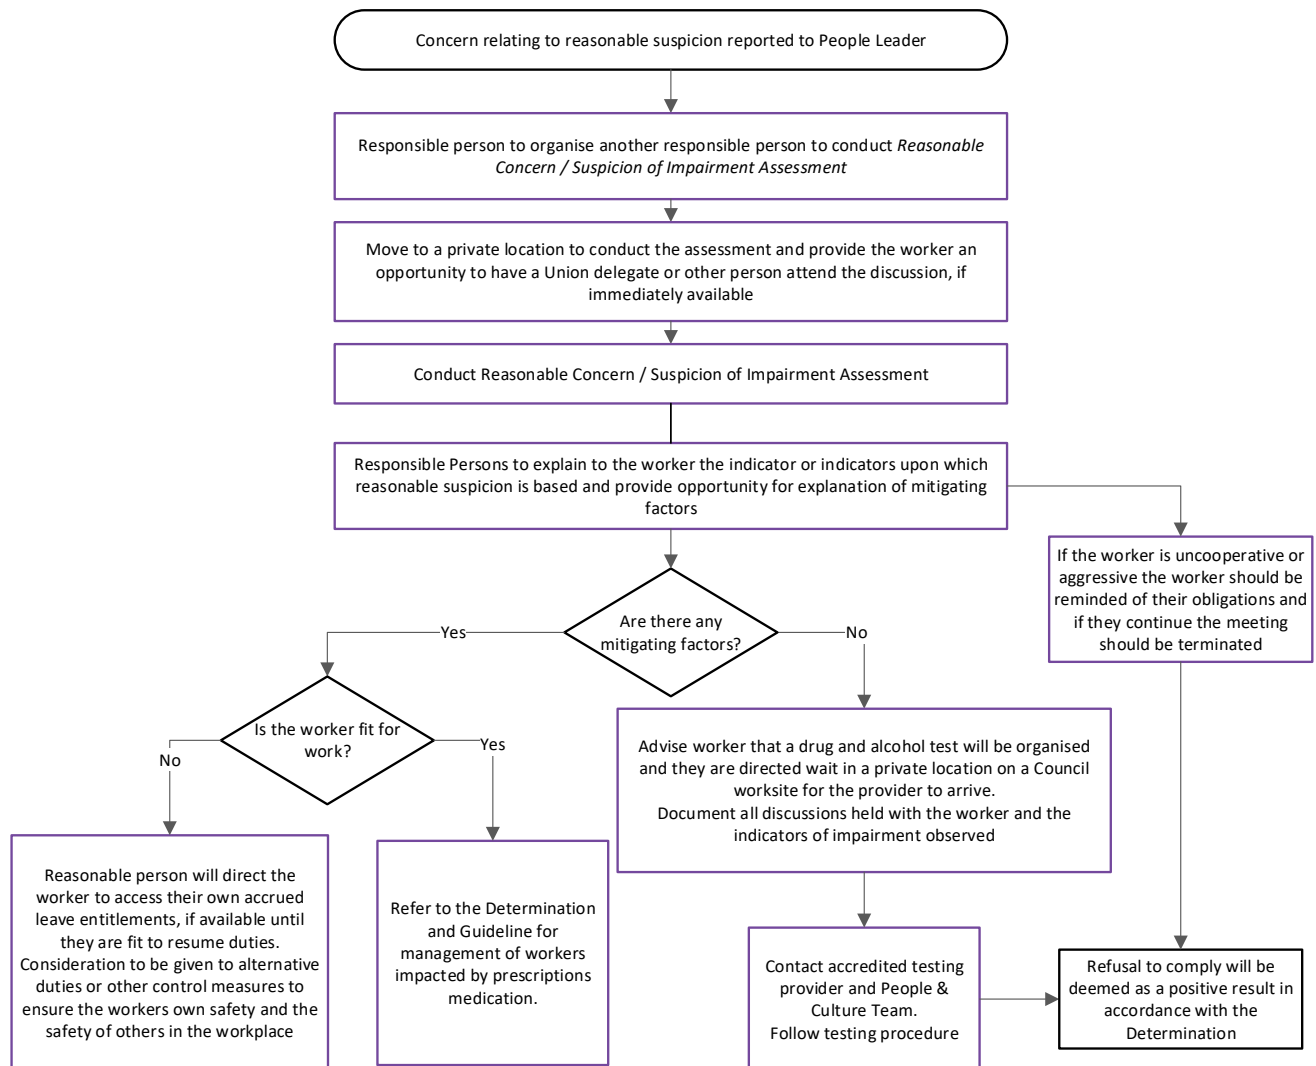 Concern relating to reasonable suspicion reported to People Leader
Responsible person to organise another responsible person to conduct Reasonable
Concern / Suspicion of Impairment Assessment
Move to a private location to conduct the assessment and provide the worker an
opportunity to have a Union delegate or other person attend the discussion, if
immediately available
Conduct Reasonable Concern / Suspicion of Impairment Assessment
Responsible Persons to explain to the worker the indicator or indicators upon which
reasonable suspicion is based and provide opportunity for explanation of mitigating
factors
If the worker is uncooperative or
aggressive the worker should be
reminded of their obligations and
if they continue the meeting
should be terminated
Are there any
mitigating factors?
Yes
No
Is the worker fit for
work?
No
Yes
Advise worker that a drug and alcohol test will be organised
and they are directed wait in a private location on a Council
worksite for the provider to arrive.
Document all discussions held with the worker and the
indicators of impairment observed
Reasonable person will direct the
worker to access their own accrued
leave entitlements, if available until
they are fit to resume duties.
Consideration to be given to alternative
duties or other control measures to
ensure the workers own safety and the
safety of others in the workplace
Refer to the Determination
and Guideline for
management of workers
impacted by prescriptions
medication.
Contact accredited testing
provider and People &
Culture Team.
Follow testing procedure
Refusal to comply will be
deemed as a positive result in
accordance with the
Determination